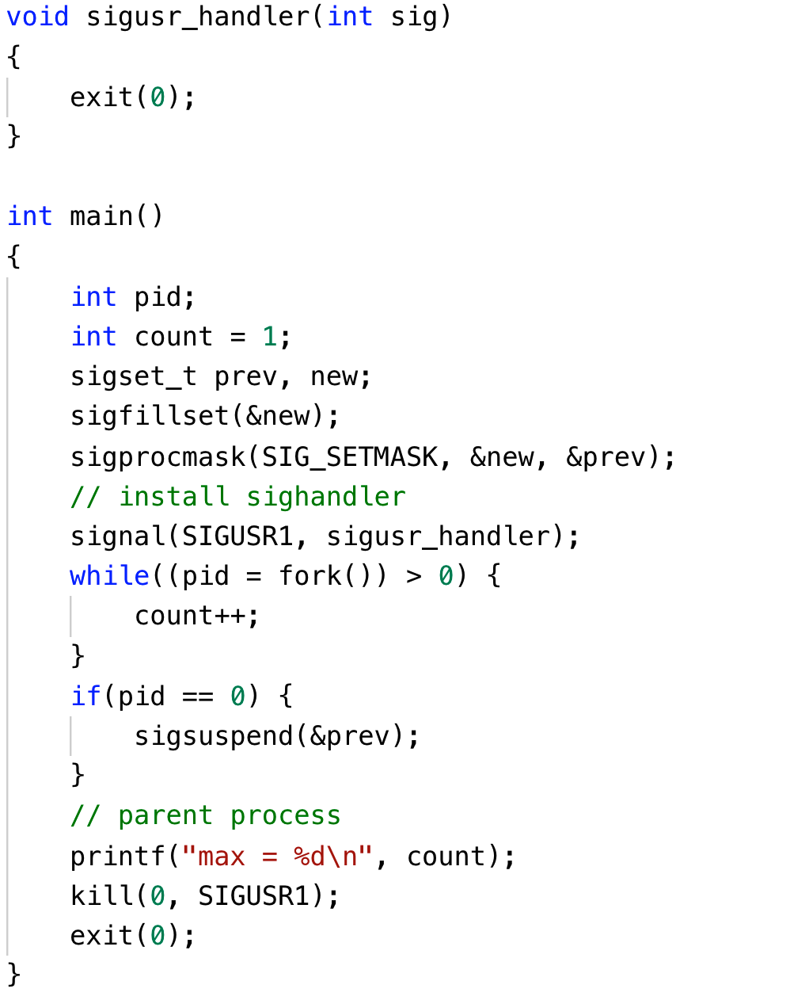 void sigusr_handler(int sig)
{
    exit(0);
}

int main()
{
    int pid;
    int count = 1;
    sigset_t prev, new;
    sigfillset(&new);
    sigprocmask(SIG_SETMASK, &new, &prev);
    // install sighandler
    signal(SIGUSR1, sigusr_handler);
    while((pid = fork()) > 0) {
        count++;
    }
    if(pid == 0) {
        sigsuspend(&prev);
    }
    // parent process
    printf("max = %d\n", count);
    kill(0, SIGUSR1);
    exit(0);
}